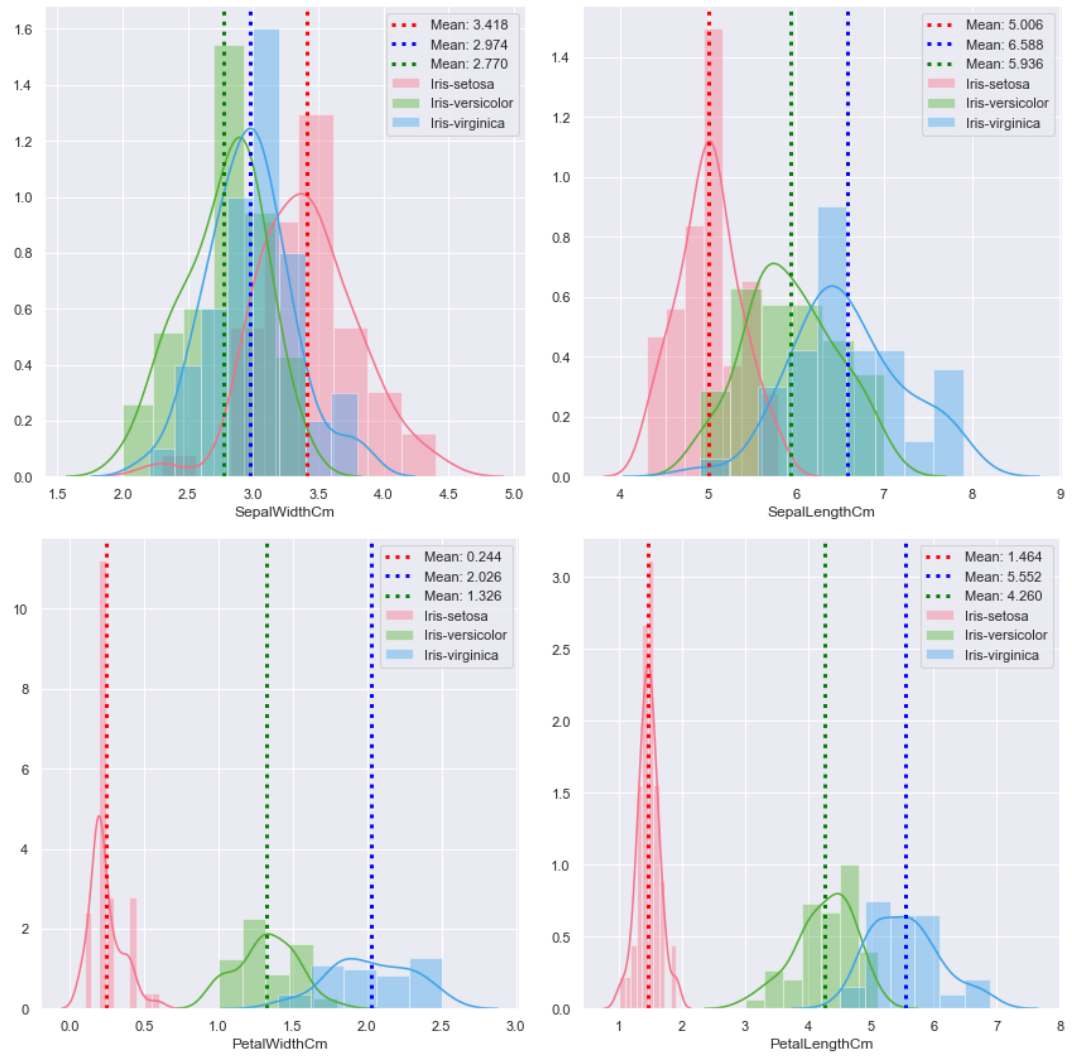 Mean: 3.418
Mean: 2.974
Mean: 2.770
Iris-setosa
Iris-versicolor
Iris-virginica
1.6
1.4
1.2
1.0
0.8
0.6
0.4
0.2
0.0
1.5 2.0 2.5 3.0 3.5 4.0 4.5 5.0
SepalWidthCm
Mean: 5.006
Mean: 6.588
Mean: 5.936
Iris-setosa
Iris-versicolor
Iris-virginica
1.4
1.2
1.0
0.8
0.6
0.4
0.2
0.0
4 5 6 7 8 9
SepalLengthCm
Mean: 0.244
Mean: 2.026
Mean: 1.326
Iris-setosa
Iris-versicolor
Iris-virginica
10
8
6
4
2
0
0.0 0.5 1.0 1.5 2.0 2.5 3.0
PetalWidthCm
Mean: 1.464
Mean: 5.552
Mean: 4.260
Iris-setosa
Iris-versicolor
Iris-virginica
3.0
2.5
2.0
1.5
1.0
0.5
0.0
1 2 3 4 5 6 7 8
PetalLengthCm